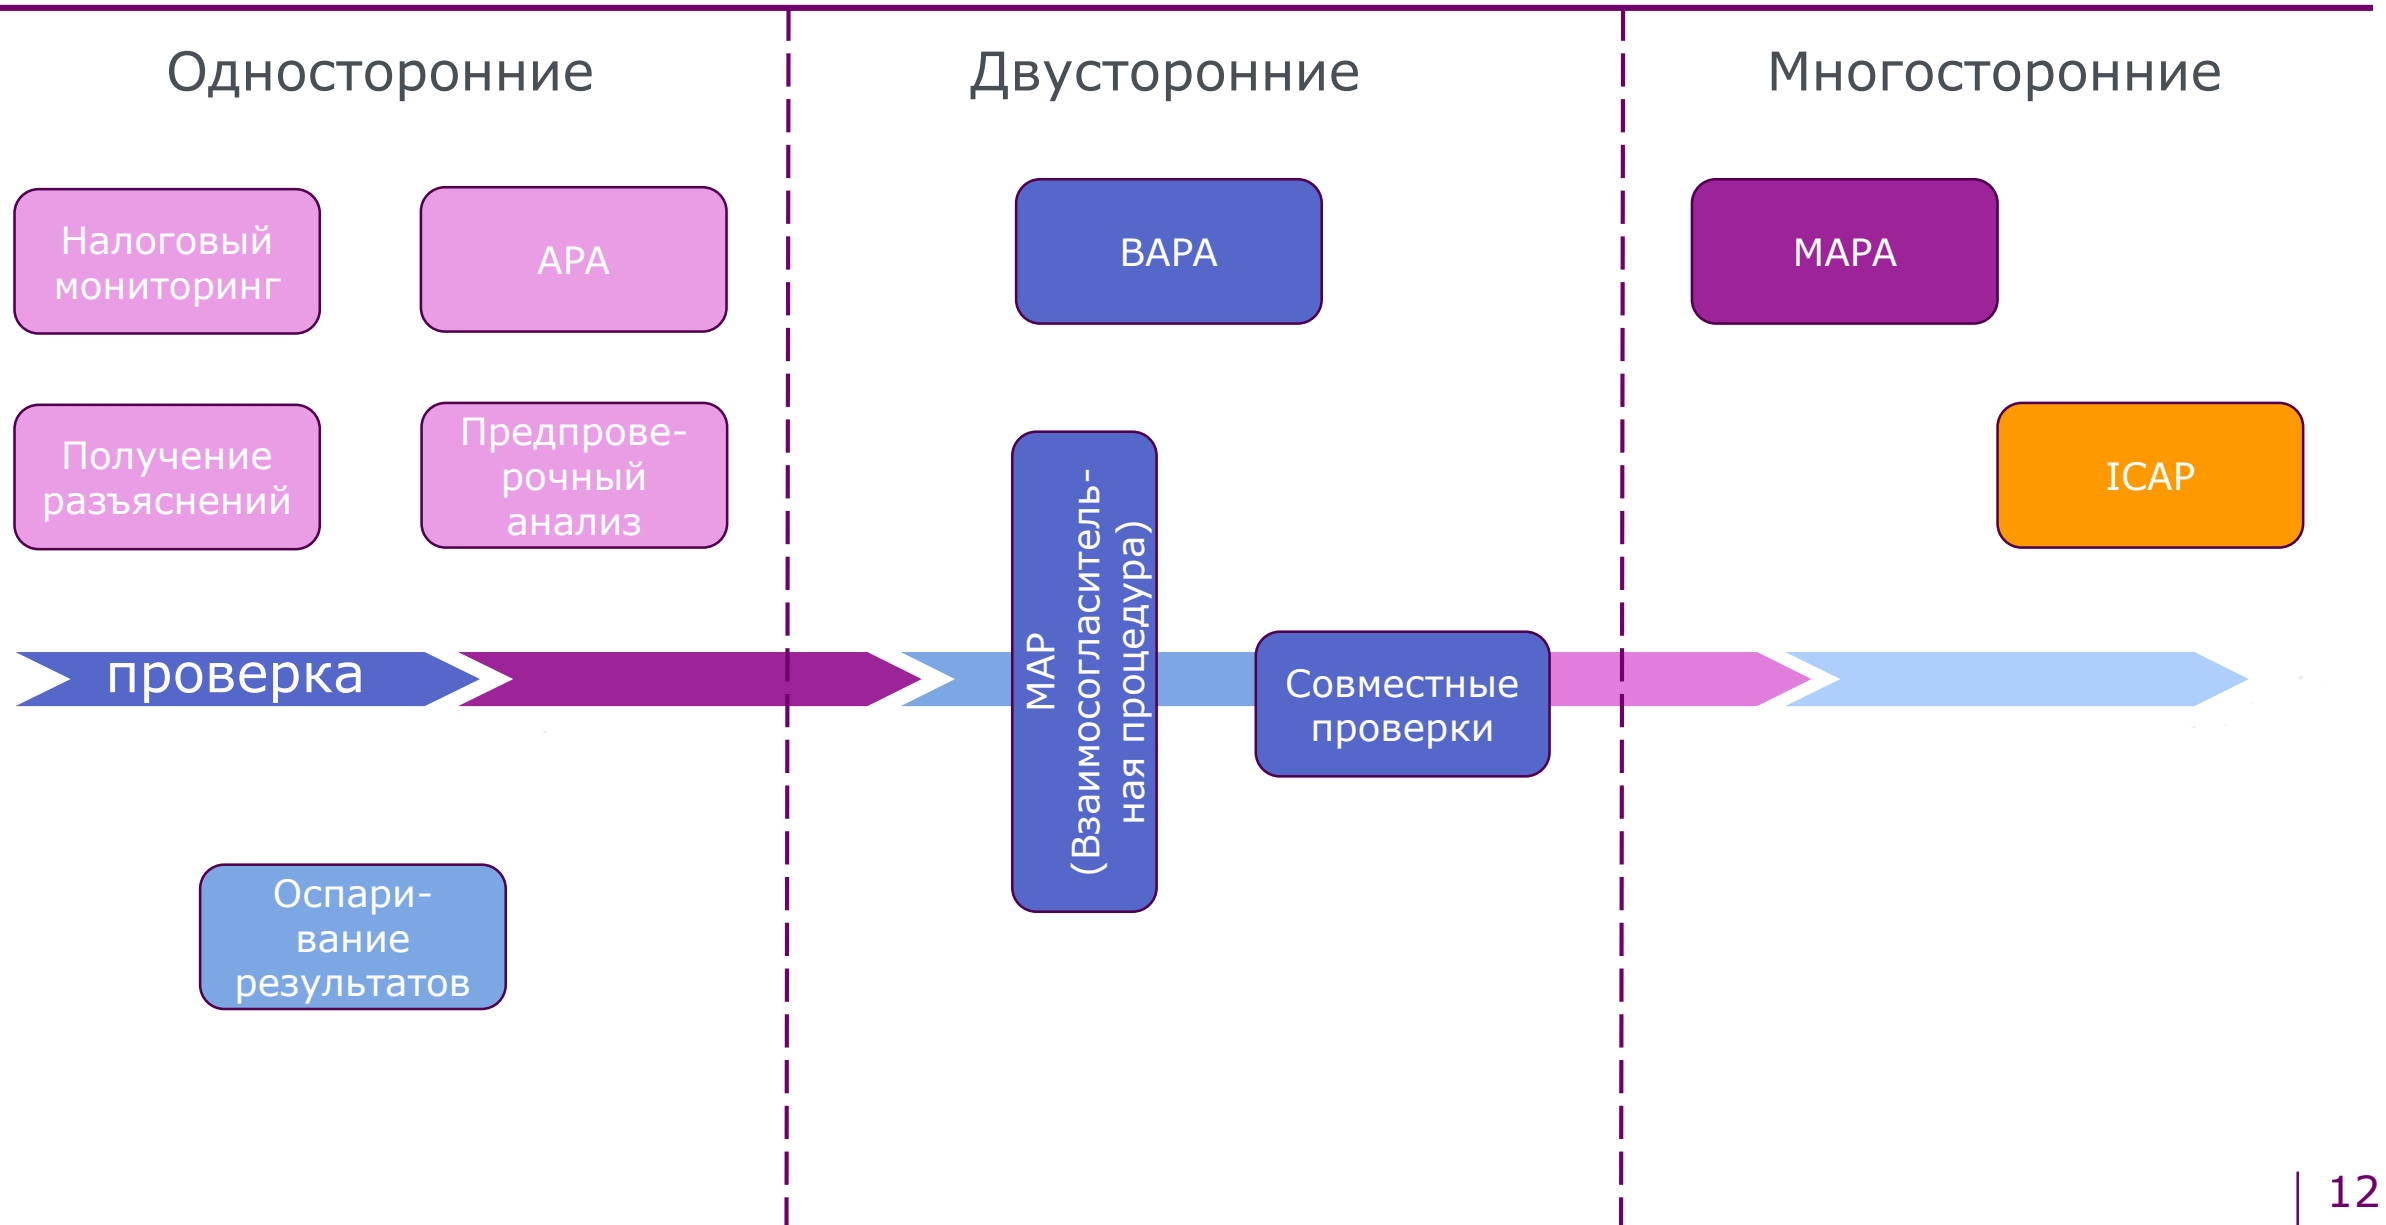 Односторонние
Двусторонние
Многосторонние
Налоговый
мониторинг
APA
BAPA
MAPA
Получение
разъяснений
Предпрове-
рочный
анализ
ICAP
проверка
MAP
(Взаимосогласитель-
ная процедура)
Совместные
проверки
Оспари-
вание
результатов
12